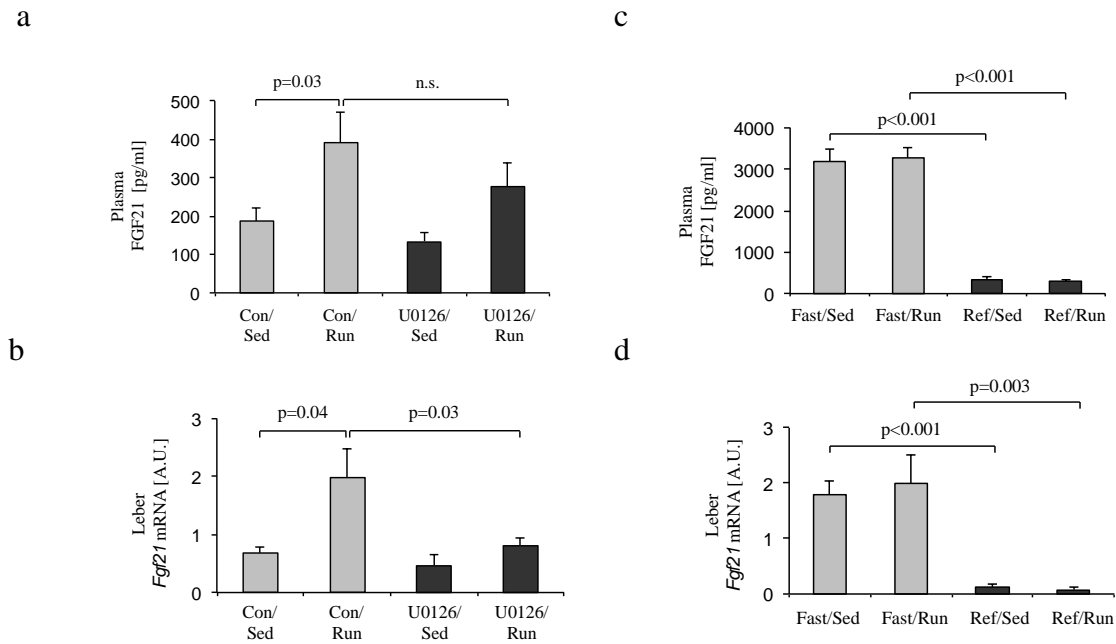 a
p=0.03
n.s.
500
400
300
200
100
0
Plasma
FGF21 [pg/ml]
Con/
Sed
Con/
Run
U0126/
Sed
U0126/
Run
b
p=0.04
p=0.03
3
2
1
0
Leber
Fgf21 mRNA [A.U.]
Con/
Sed
Con/
Run
U0126/
Sed
U0126/
Run
c
p<0.001
p<0.001
4000
3000
2000
1000
0
Plasma
FGF21 [pg/ml]
Fast/Sed
Fast/Run
Ref/Sed
Ref/Run
d
p=0.003
p<0.001
3
2
1
0
Leber
Fgf21 mRNA [A.U.]
Fast/Sed
Fast/Run
Ref/Sed
Ref/Run